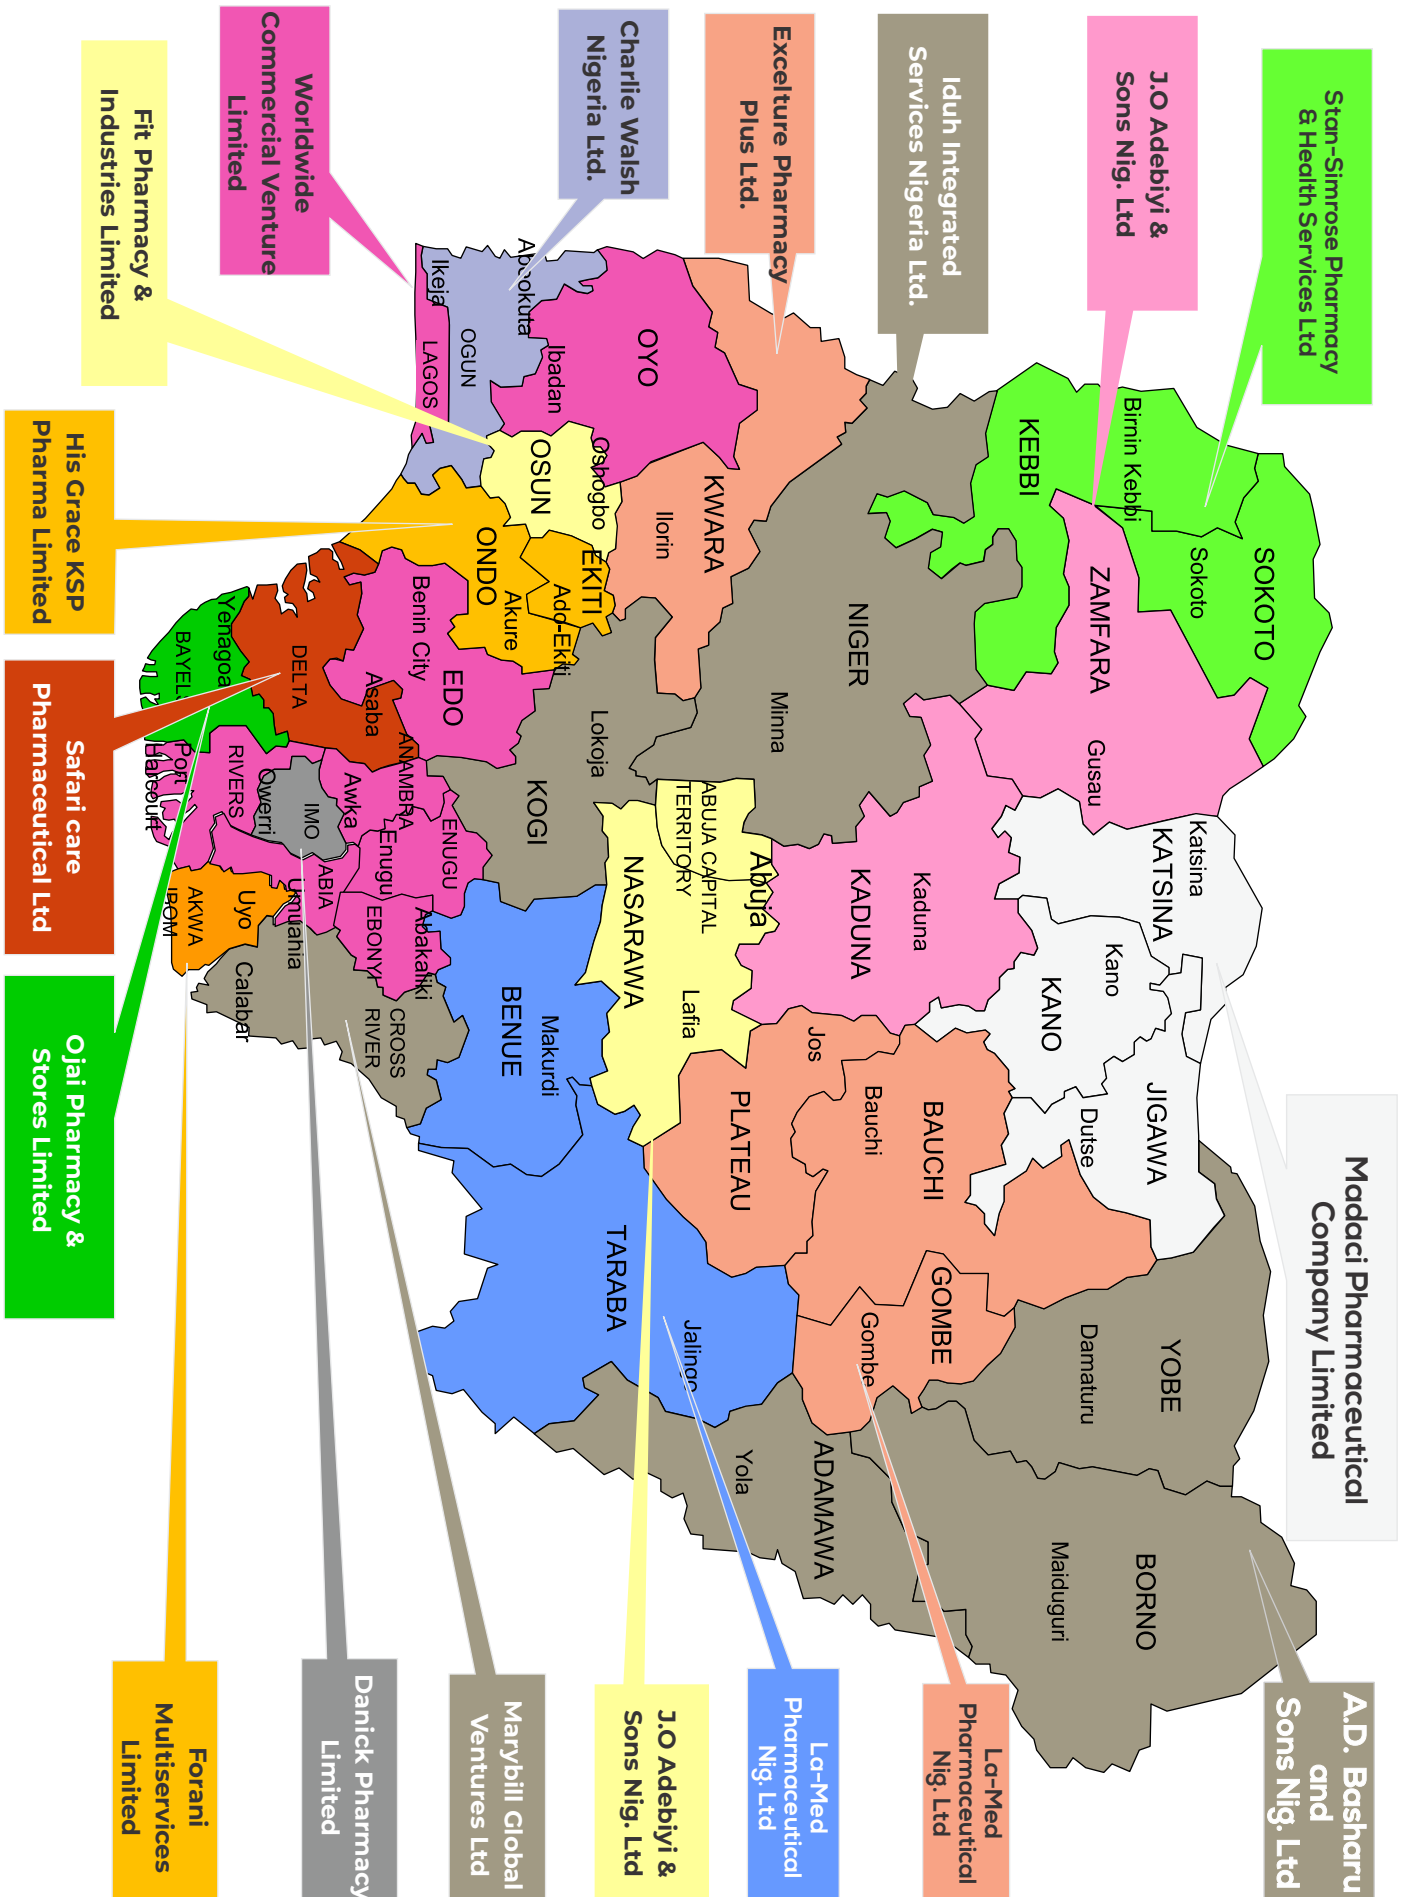 Stan-Simrose Pharmacy
& Health Services Ltd
J.O Adebiyi &
Sons Nig. Ltd
Iduh Integrated
Services Nigeria Ltd.
Excelture Pharmacy
Plus Ltd.
Charlie Walsh
Nigeria Ltd.
Worldwide
Commercial Venture
Limited
Fit Pharmacy &
Industries Limited
His Grace KSP
Pharma Limited
Safari care
Pharmaceutical Ltd
Ojai Pharmacy &
Stores Limited
Madaci Pharmaceutical
Company Limited
A.D. Basharu
and
Sons Nig. Ltd
La-Med
Pharmaceutical
Nig. Ltd
La-Med
Pharmaceutical
Nig. Ltd
J.O Adebiyi &
Sons Nig. Ltd
Marybill Global
Ventures Ltd
Danick Pharmacy
Limited
Forani
Multiservices
Limited
SOKOTO
Sokoto
Birnin Kebbi
KEBBI
ZAMFARA
Gusau
Katsina
KATSINA
Kano
KANO
JIGAWA
Dutse
YOBE
Damaturu
BORNO
Maiduguri
NIGER
Minna
KADUNA
Kaduna
BAUCHI
Bauchi
GOMBE
Gombe
ADAMAWA
Yola
Jos
PLATEAU
Abuja
ABUJA CAPITAL
TERRITORY
NASARAWA
Lafia
KWARA
Ilorin
OYO
Ibadan
Abeokuta
OGUN
Ikeja
LAGOS
Oshogbo
OSUN
EKITI
Ado-Ekiti
ONDO
Akure
Lokoja
KOGI
BENUE
Makurdi
TARABA
Jalingo
EDO
Benin City
Asaba
DELTA
Yenagoa
BAYELS
ANAMBRA
Awka
ENUGU
Enugu
Abakaliki
EBONYI
IMO
Owerri
ABIA
Umuahia
RIVERS
Port
Harcourt
AKWA
IBOM
Uyo
CROSS
RIVER
Calabar